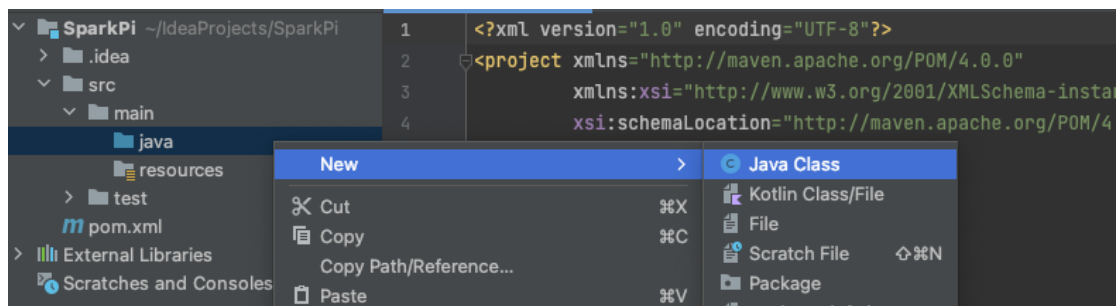 SparkPi ~/IdeaProjects/SparkPi
.idea
src
main
java
resources
test
pom.xml
External Libraries
Scratches and Consoles
1 <?xml version="1.0" encoding="UTF-8"?>
2 <project xmlns="http://maven.apache.org/POM/4.0.0"
3 xmlns:xsi="http://www.w3.org/2001/XMLSchema-instan
4 xsi:schemaLocation="http://maven.apache.org/POM/4
New
Cut ⌘X
Copy ⌘C
Copy Path/Reference...
Paste ⌘V
Java Class
Kotlin Class/File
File
Scratch File ⇧⌘N
Package